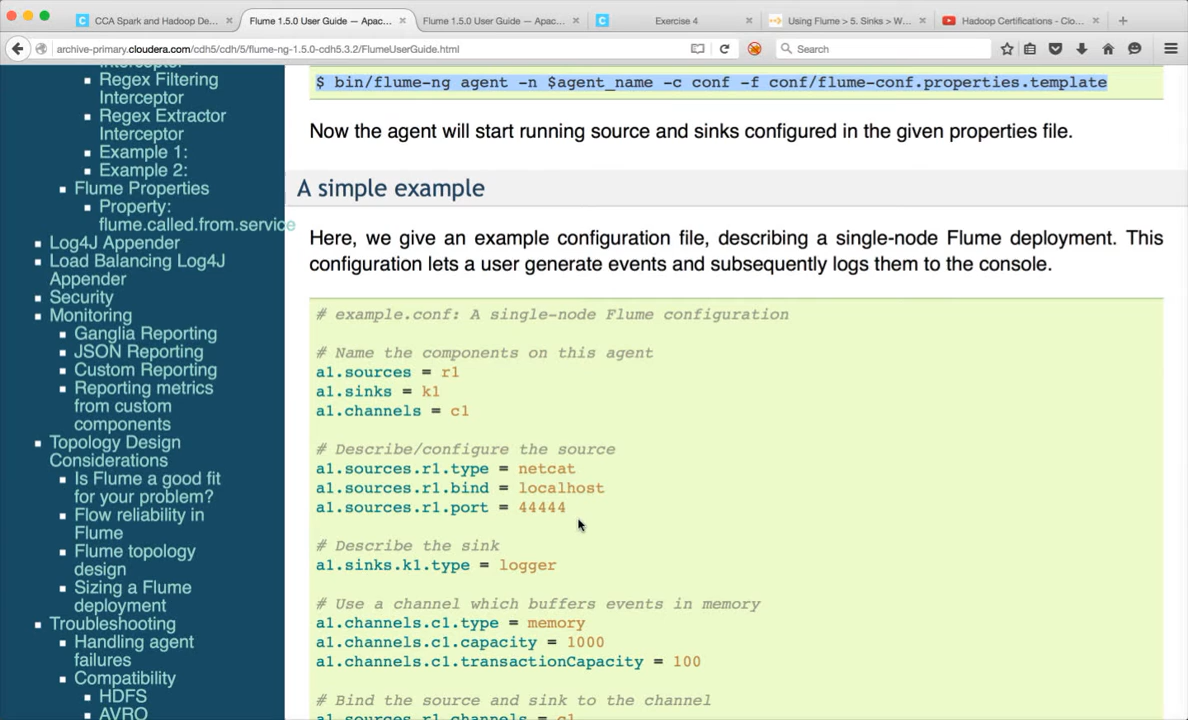 CCA Spark and Hadoop De... ×
Flume 1.5.0 User Guide — Apac... ×
Flume 1.5.0 User Guide — Apac... ×
Exercise 4 ×
Using Flume > 5. Sinks > W... ×
Hadoop Certifications - Clo... ×
archive-primary.cloudera.com/cdh5/cdh/5/flume-ng-1.5.0-cdh5.3.2/FlumeUserGuide.html
Search
Interceptor
Regex Filtering
Interceptor
Regex Extractor
Interceptor
Example 1:
Example 2:
Flume Properties
Property:
flume.called.from.service
Log4J Appender
Load Balancing Log4J
Appender
Security
Monitoring
Ganglia Reporting
JSON Reporting
Custom Reporting
Reporting metrics
from custom
components
Topology Design
Considerations
Is Flume a good fit
for your problem?
Flow reliability in
Flume
Flume topology
design
Sizing a Flume
deployment
Troubleshooting
Handling agent
failures
Compatibility
HDFS
AVRO
$ bin/flume-ng agent -n $agent_name -c conf -f conf/flume-conf.properties.template
Now the agent will start running source and sinks configured in the given properties file.
A simple example
Here, we give an example configuration file, describing a single-node Flume deployment. This
configuration lets a user generate events and subsequently logs them to the console.
# example.conf: A single-node Flume configuration
# Name the components on this agent
a1.sources = r1
a1.sinks = k1
a1.channels = c1
# Describe/configure the source
a1.sources.r1.type = netcat
a1.sources.r1.bind = localhost
a1.sources.r1.port = 44444
# Describe the sink
a1.sinks.k1.type = logger
# Use a channel which buffers events in memory
a1.channels.c1.type = memory
a1.channels.c1.capacity = 1000
a1.channels.c1.transactionCapacity = 100
# Bind the source and sink to the channel
a1.sources.r1.channels = c1